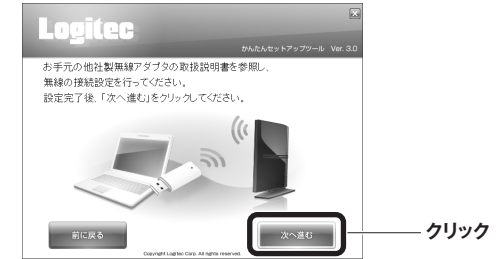 Logitec
かんたんセットアップツール Ver. 3.0
お手元の他社製無線アダプタの取扱説明書を参照し、
無線の接続設定を行ってください。
設定完了後、「次へ進む」をクリックしてください。
前に戻る
次へ進む
クリック
Copyright Logitec Corp. All rights reserved.